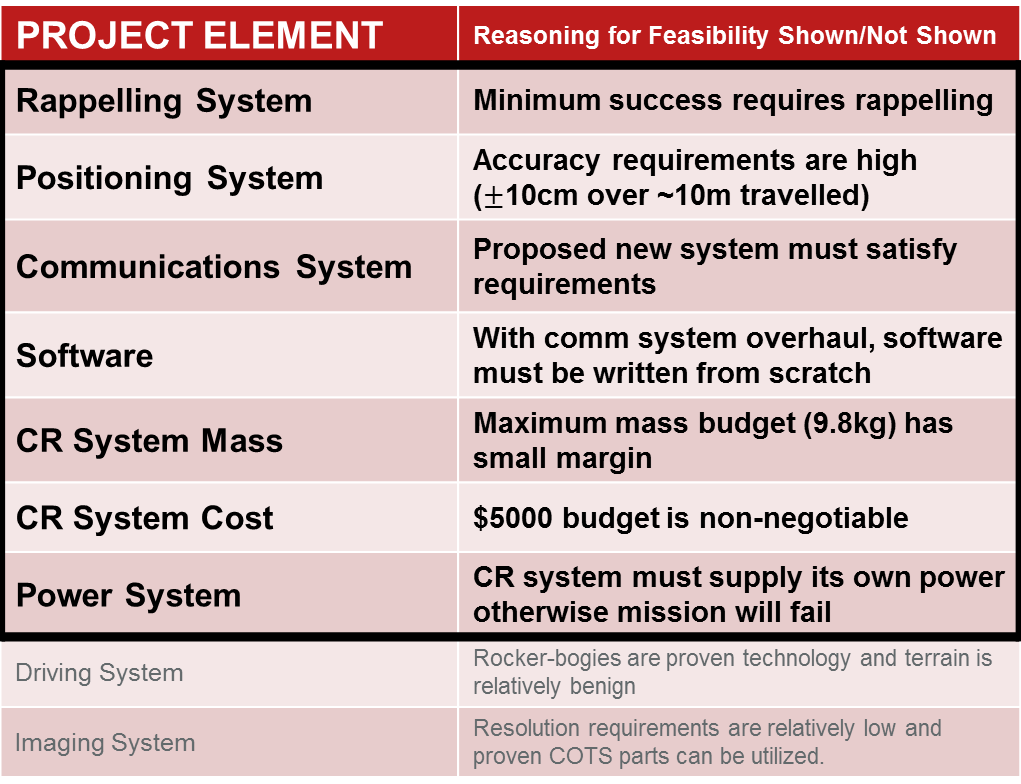 PROJECT ELEMENT
Reasoning for Feasibility Shown/Not Shown
Rappelling System
Minimum success requires rappelling
Positioning System
Accuracy requirements are high
(±10cm over ~10m travelled)
Communications System
Proposed new system must satisfy
requirements
Software
With comm system overhaul, software
must be written from scratch
CR System Mass
Maximum mass budget (9.8kg) has
small margin
CR System Cost
$5000 budget is non-negotiable
Power System
CR system must supply its own power
otherwise mission will fail
Driving System
Rocker-bogies are proven technology and terrain is
relatively benign
Imaging System
Resolution requirements are relatively low and
proven COTS parts can be utilized.